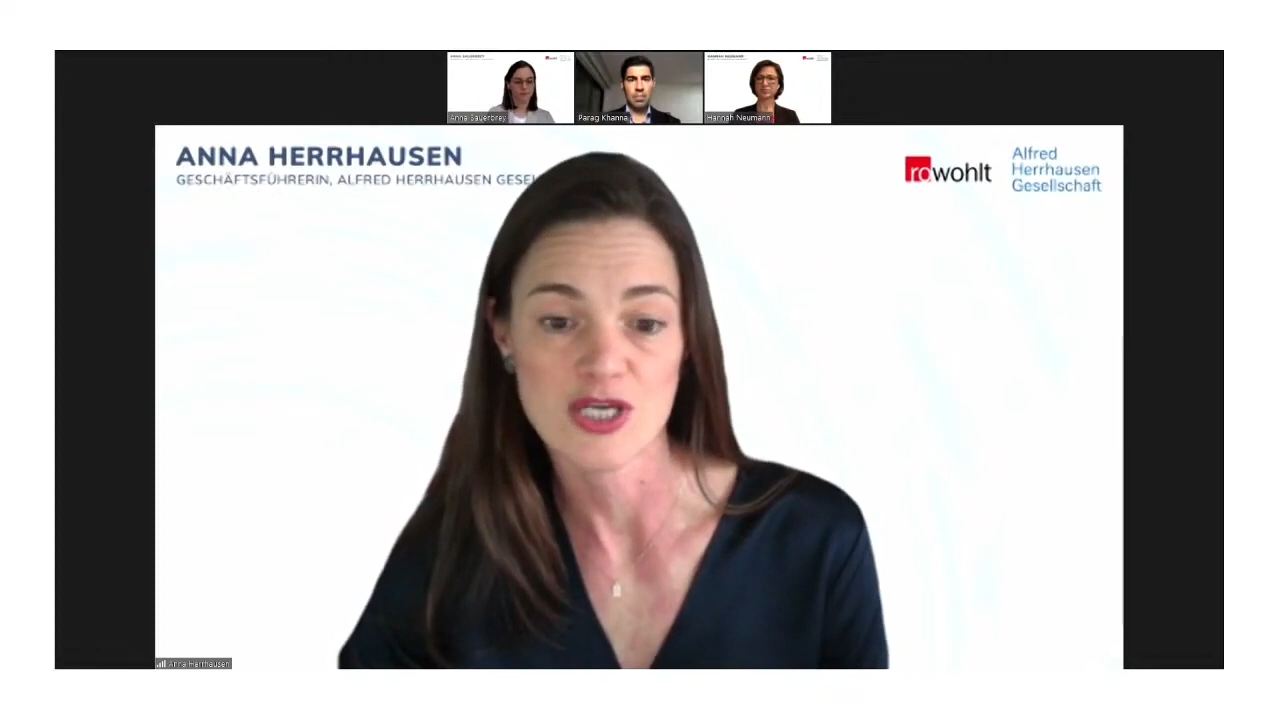 Anna Sauerbrey
Parag Khanna
Hannah Neumann
ANNA HERRHAUSEN
GESCHÄFTSFÜHRERIN, ALFRED HERRHAUSEN GESEL
rowohlt
Alfred
Herrhausen
Gesellschaft
Anna Herrhausen